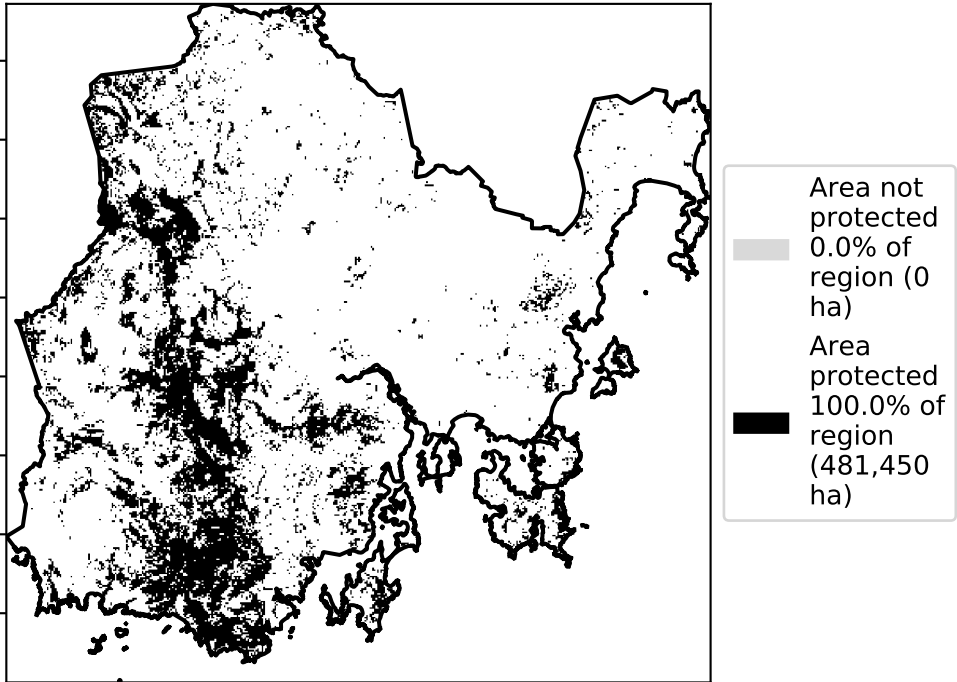 Area not
protected
0.0% of
region (0
ha)
Area
protected
100.0% of
region
(481,450
ha)